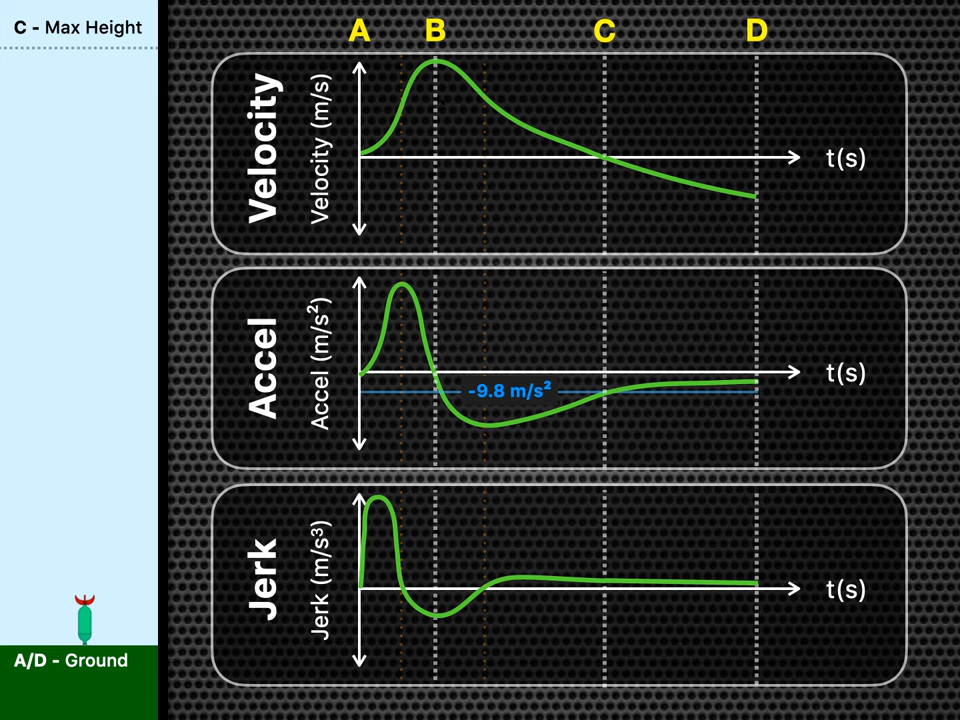 C - Max Height
A B C D
Velocity
Velocity (m/s)
t(s)
Accel
Accel (m/s²)
-9.8 m/s²
t(s)
Jerk
Jerk (m/s³)
t(s)
A/D - Ground